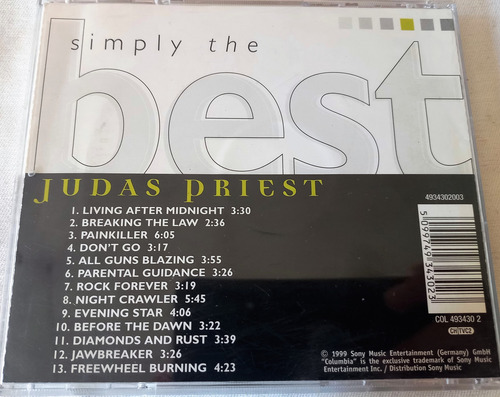 simply the
best
JUDAS PRIEST
1. LIVING AFTER MIDNIGHT 3:30
2. BREAKING THE LAW 2:36
3. PAINKILLER 6:05
4. DON'T GO 3:17
5. ALL GUNS BLAZING 3:55
6. PARENTAL GUIDANCE 3:26
7. ROCK FOREVER 3:19
8. NIGHT CRAWLER 5:45
9. EVENING STAR 4:06
10. BEFORE THE DAWN 3:22
11. DIAMONDS AND RUST 3:39
12. JAWBREAKER 3:26
13. FREEWHEEL BURNING 4:23
4934302003
5099749343023
COL 493430 2
CH|TVC2
© 1999 Sony Music Entertainment (Germany) GmbH
"Columbia" is the exclusive trademark of Sony Music
Entertainment Inc. / Distribution Sony Music